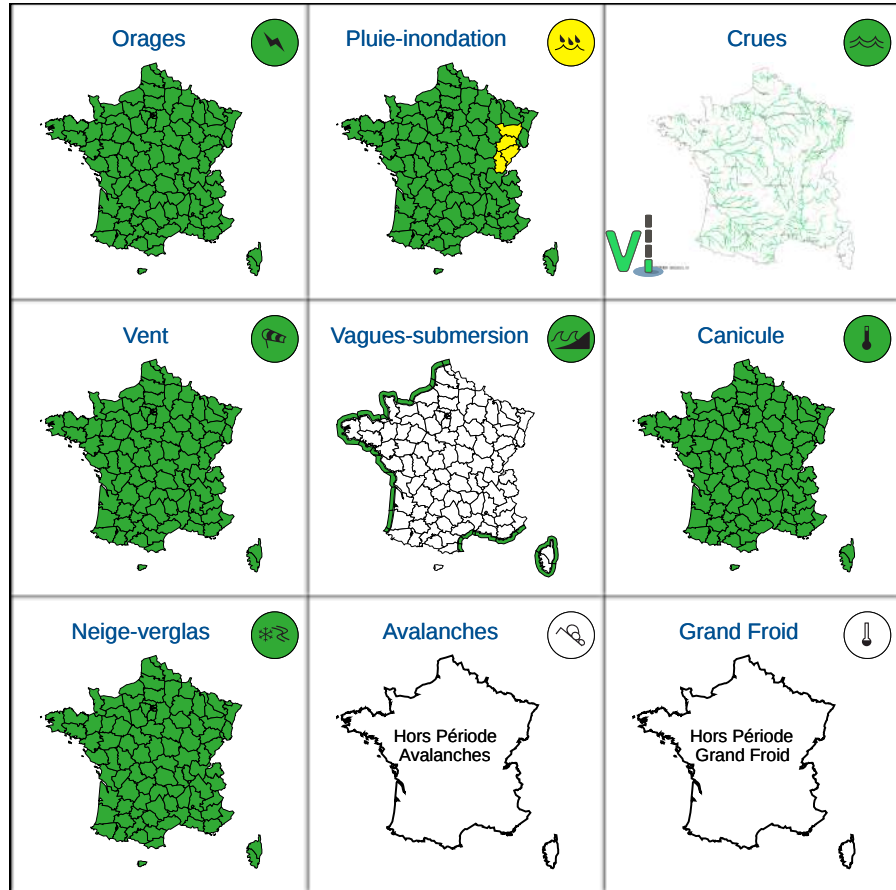 Orages
Pluie-inondation
Crues
Vent
Vagues-submersion
Canicule
Neige-verglas
Avalanches
Grand Froid
Hors Période
Avalanches
Hors Période
Grand Froid